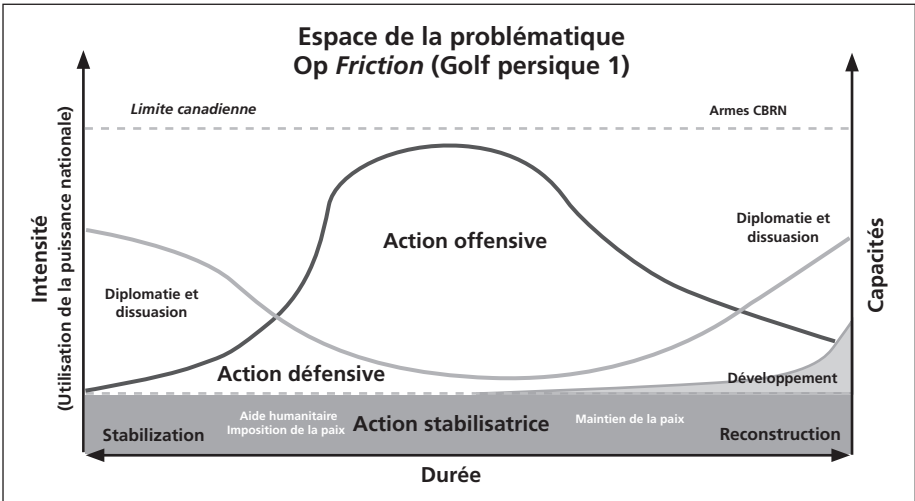 Espace de la problématique
Op Friction (Golf persique 1)
Limite canadienne
Armes CBRN
Intensité
(Utilisation de la puissance nationale)
Capacités
Diplomatie et
dissuasion
Action offensive
Diplomatie et
dissuasion
Action défensive
Développement
Stabilization
Aide humanitaire
Imposition de la paix
Action stabilisatrice
Maintien de la paix
Reconstruction
Durée